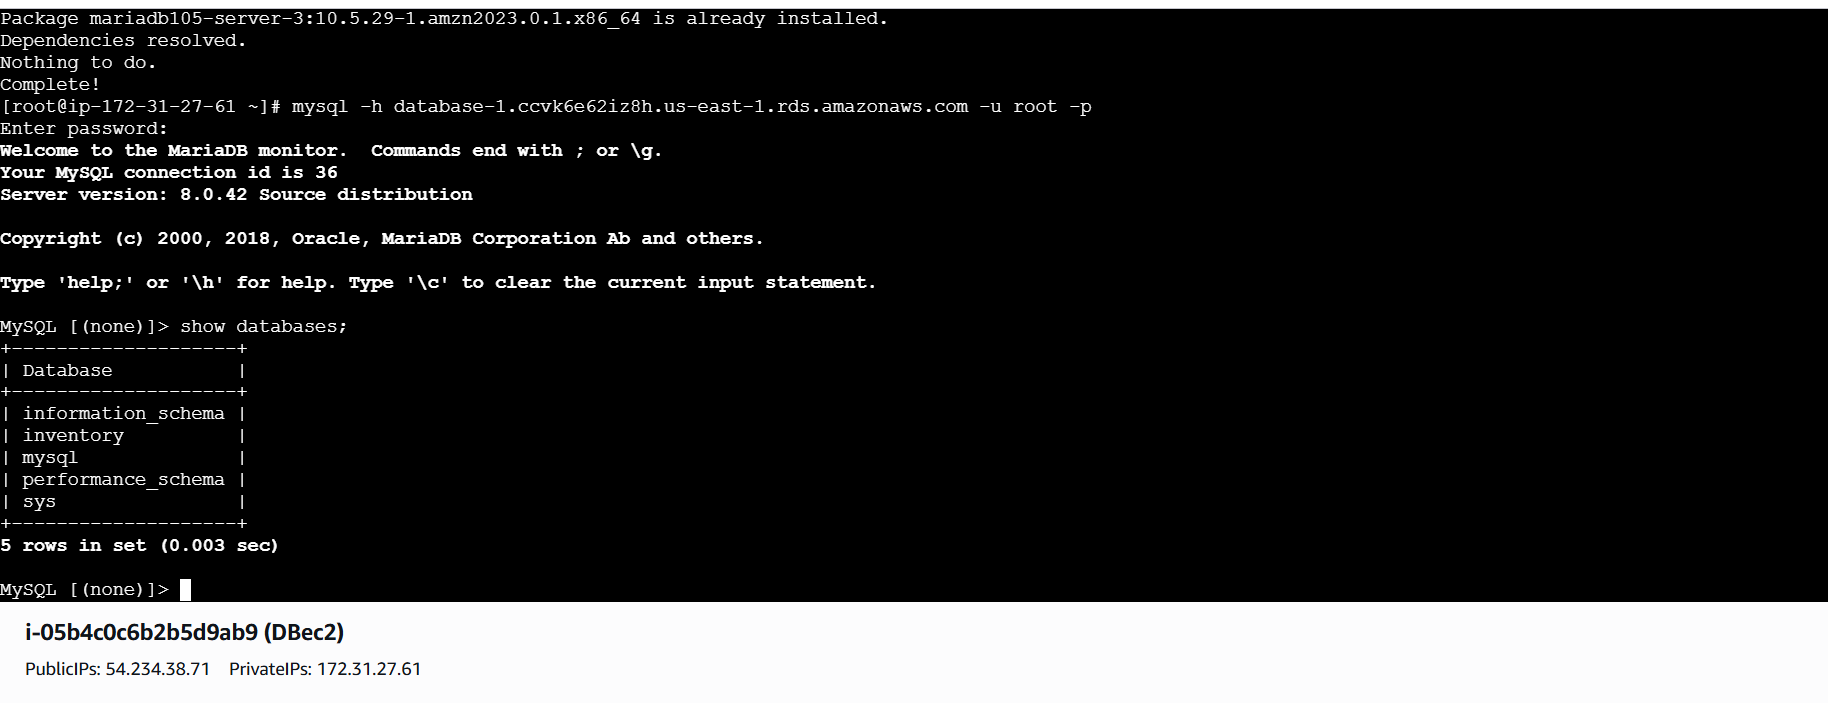 Package mariadb105-server-3:10.5.29-1.amzn2023.0.1.x86_64 is already installed.
Dependencies resolved.
Nothing to do.
Complete!
[root@ip-172-31-27-61 ~]# mysql -h database-1.ccvk6e62iz8h.us-east-1.rds.amazonaws.com -u root -p
Enter password:
Welcome to the MariaDB monitor.  Commands end with ; or \g.
Your MySQL connection id is 36
Server version: 8.0.42 Source distribution

Copyright (c) 2000, 2018, Oracle, MariaDB Corporation Ab and others.

Type 'help;' or '\h' for help. Type '\c' to clear the current input statement.

MySQL [(none)]> show databases;
+--------------------+
| Database           |
+--------------------+
| information_schema |
| inventory          |
| mysql              |
| performance_schema |
| sys                |
+--------------------+
5 rows in set (0.003 sec)

MySQL [(none)]>
i-05b4c0c6b2b5d9ab9 (DBec2)
PublicIPs: 54.234.38.71 PrivateIPs: 172.31.27.61